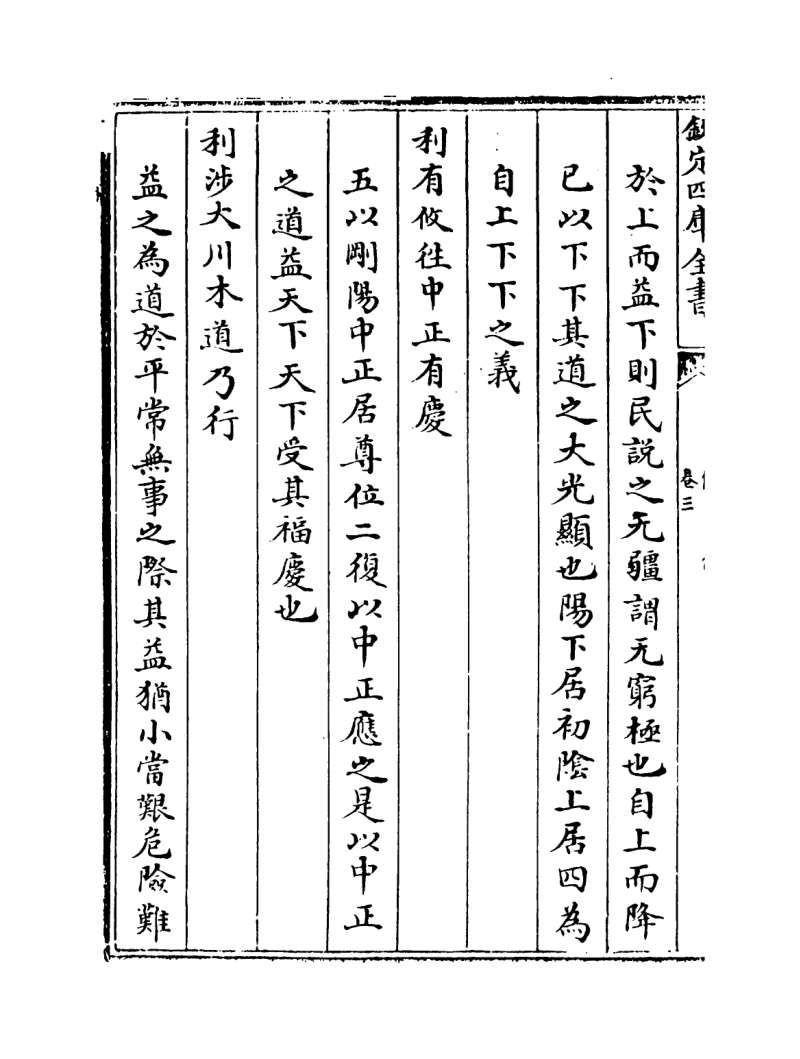 欽定四庫全書
卷三
於上而益下則民説之无疆謂无窮極也自上而降
已以下下其道之大光顯也陽下居初陰上居四為
自上下下之義
利有攸往中正有慶
五以剛陽中正居尊位二復以中正應之是以中正
之道益天下天下受其福慶也
利涉大川木道乃行
益之為道於平常無事之際其益猶小當艱危險難